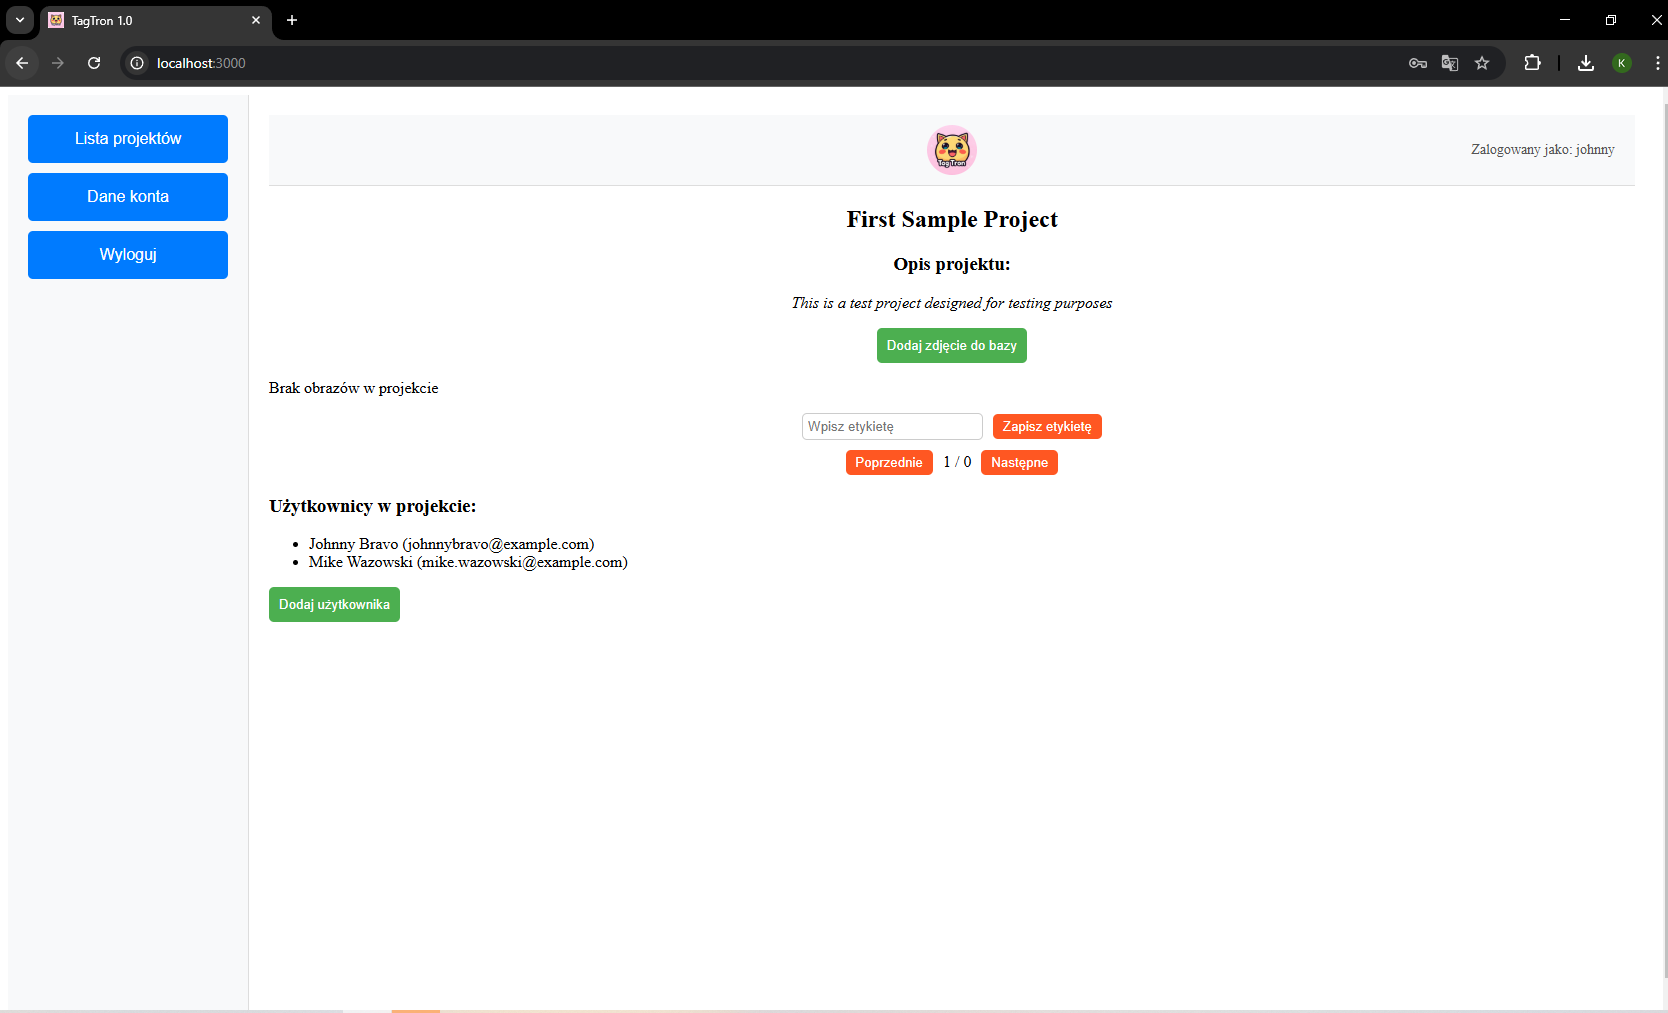 TagTron 1.0
localhost:3000
K
Lista projektów
Dane konta
Wyloguj
TagTron
Zalogowany jako: johnny
First Sample Project
Opis projektu:
This is a test project designed for testing purposes
Dodaj zdjęcie do bazy
Brak obrazów w projekcie
Wpisz etykietę Zapisz etykietę
Poprzednie 1 / 0 Następne
Użytkownicy w projekcie:
Johnny Bravo (johnnybravo@example.com)
Mike Wazowski (mike.wazowski@example.com)
Dodaj użytkownika